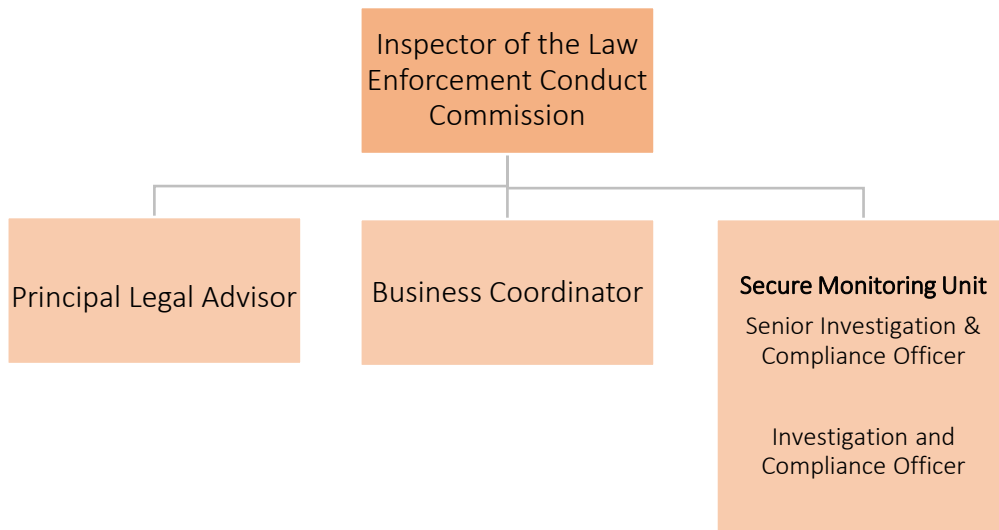 Inspector of the Law
Enforcement Conduct
Commission
Principal Legal Advisor
Business Coordinator
Secure Monitoring Unit
Senior Investigation &
Compliance Officer
Investigation and
Compliance Officer